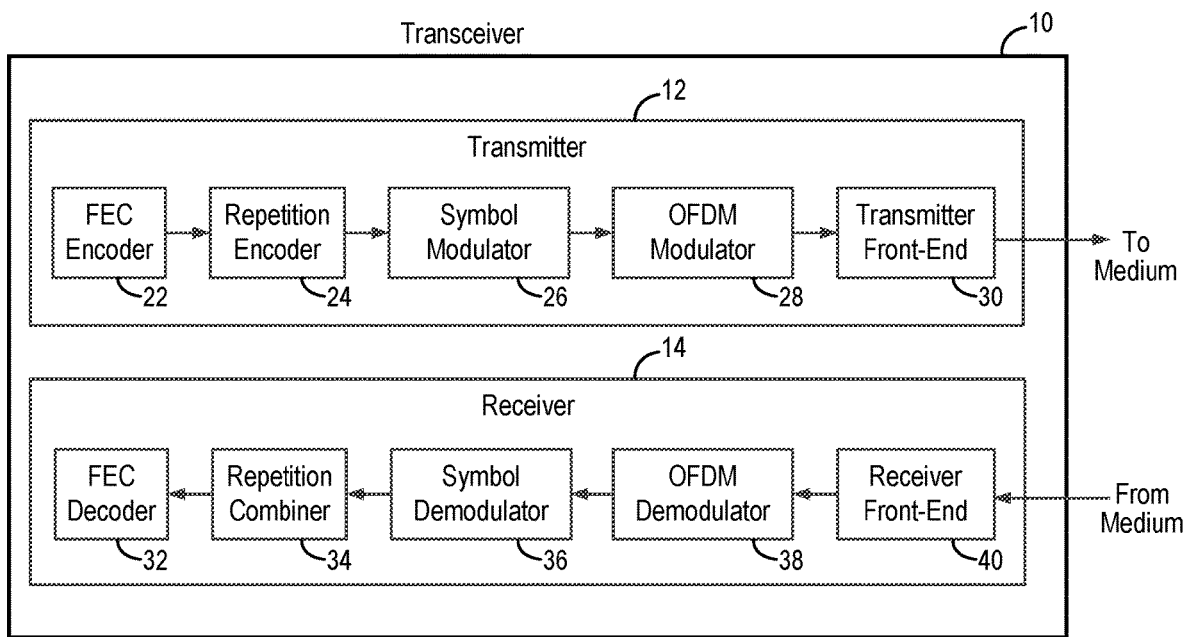 Transceiver
10
12
Transmitter
FEC
Encoder
22
Repetition
Encoder
24
Symbol
Modulator
26
OFDM
Modulator
28
Transmitter
Front-End
30
To
Medium
14
Receiver
FEC
Decoder
32
Repetition
Combiner
34
Symbol
Demodulator
36
OFDM
Demodulator
38
Receiver
Front-End
40
From
Medium